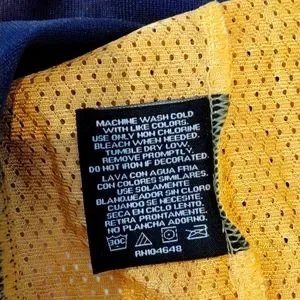 MACHINE WASH COLD
WITH LIKE COLORS.
USE ONLY NON CHLORINE
BLEACH WHEN NEEDED.
TUMBLE DRY LOW.
REMOVE PROMPTLY.
DO NOT IRON IF DECORATED.
LAVA CON AGUA FRIA
CON COLORES SIMILARES.
USE SOLAMENTE
BLANQUEADOR SIN CLORO
CUANDO SE NECESITE.
SECA EN CICLO LENTO.
RETIRA PRONTAMENTE.
NO PLANCHA ADORNO.
30C
RH104648